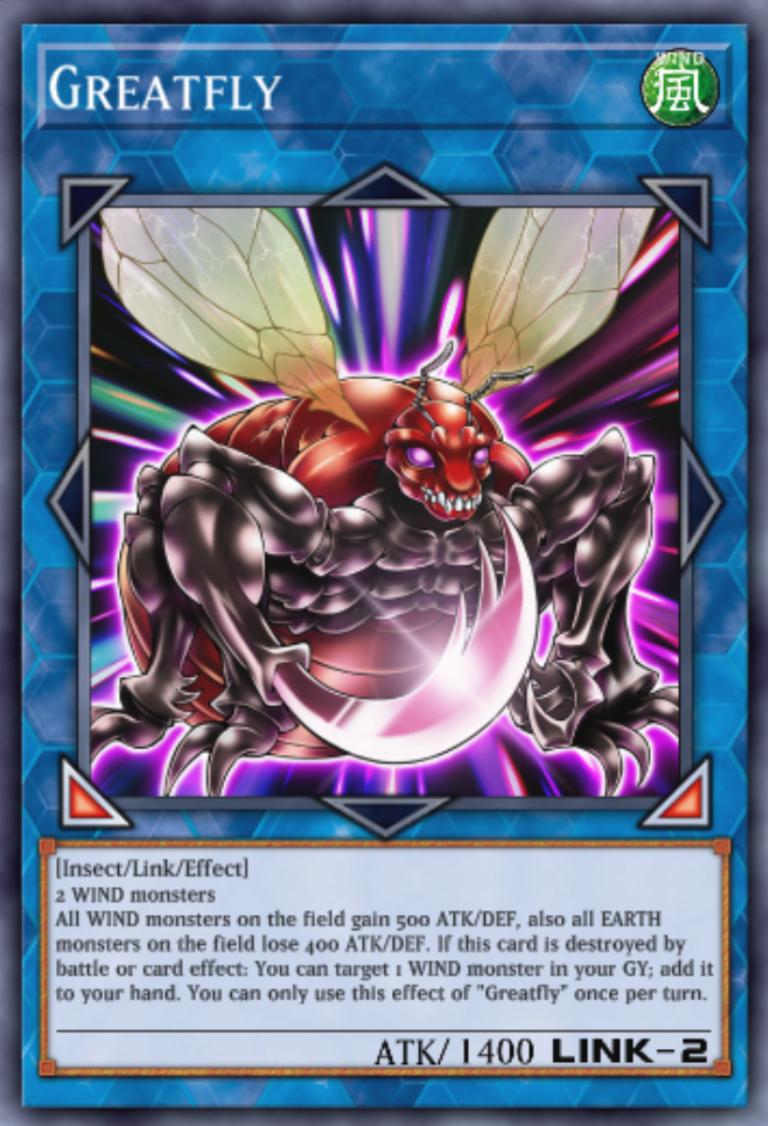 Greatfly
WIND
風
[Insect/Link/Effect]
2 WIND monsters
All WIND monsters on the field gain 500 ATK/DEF, also all EARTH
monsters on the field lose 400 ATK/DEF. If this card is destroyed by
battle or card effect: You can target 1 WIND monster in your GY; add it
to your hand. You can only use this effect of "Greatfly" once per turn.
ATK/ 1400 LINK-2